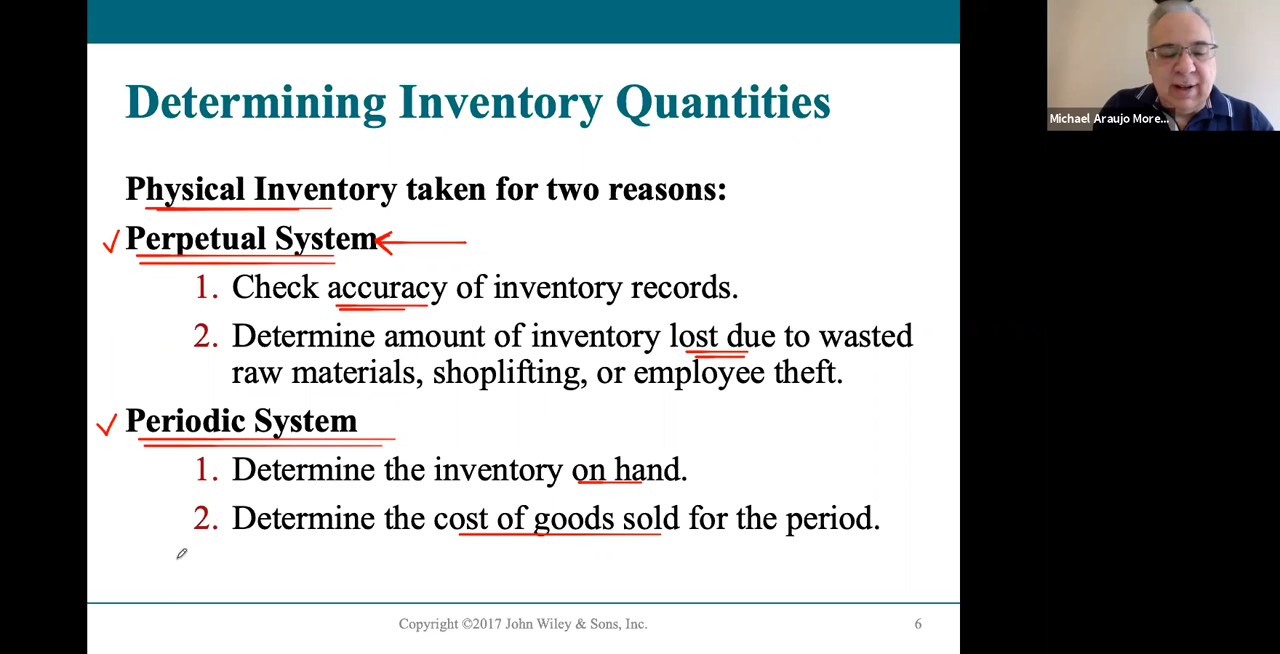 Determining Inventory Quantities
Michael Araujo More...
Physical Inventory taken for two reasons:
Perpetual System
1. Check accuracy of inventory records.
2. Determine amount of inventory lost due to wasted
raw materials, shoplifting, or employee theft.
Periodic System
1. Determine the inventory on hand.
2. Determine the cost of goods sold for the period.
Copyright ©2017 John Wiley & Sons, Inc.
6